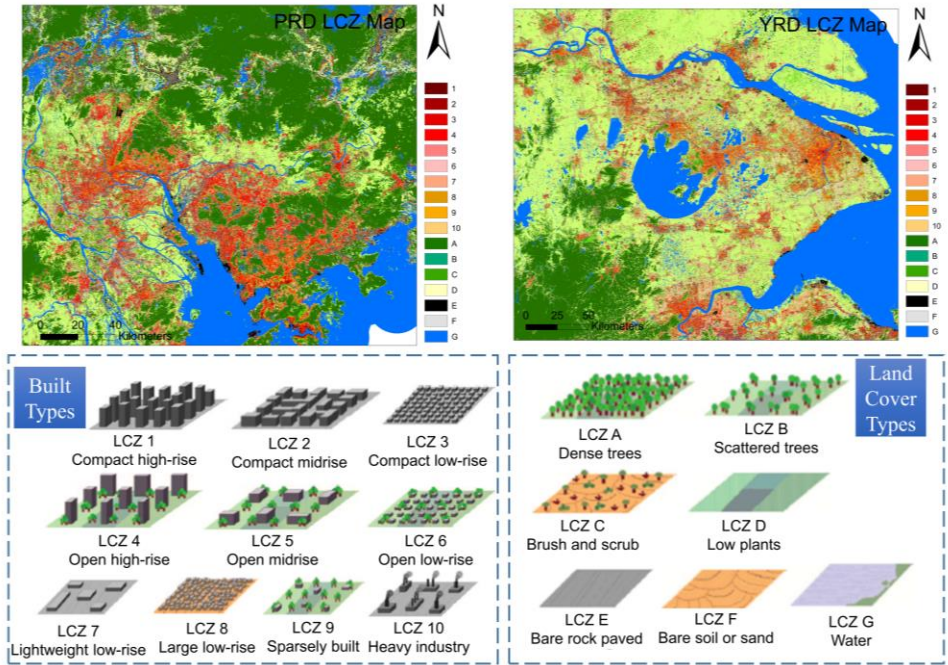 PRD LCZ Map
N
1
2
3
4
5
6
7
8
9
10
A
B
C
D
E
F
G
0 20 40
Kilometers
YRD LCZ Map
N
1
2
3
4
5
6
7
8
9
10
A
B
C
D
E
F
G
0 25 50
Kilometers
Built
Types
LCZ 1
Compact high-rise
LCZ 2
Compact midrise
LCZ 3
Compact low-rise
LCZ 4
Open high-rise
LCZ 5
Open midrise
LCZ 6
Open low-rise
LCZ 7
Lightweight low-rise
LCZ 8
Large low-rise
LCZ 9
Sparsely built
LCZ 10
Heavy industry
Land
Cover
Types
LCZ A
Dense trees
LCZ B
Scattered trees
LCZ C
Brush and scrub
LCZ D
Low plants
LCZ E
Bare rock paved
LCZ F
Bare soil or sand
LCZ G
Water